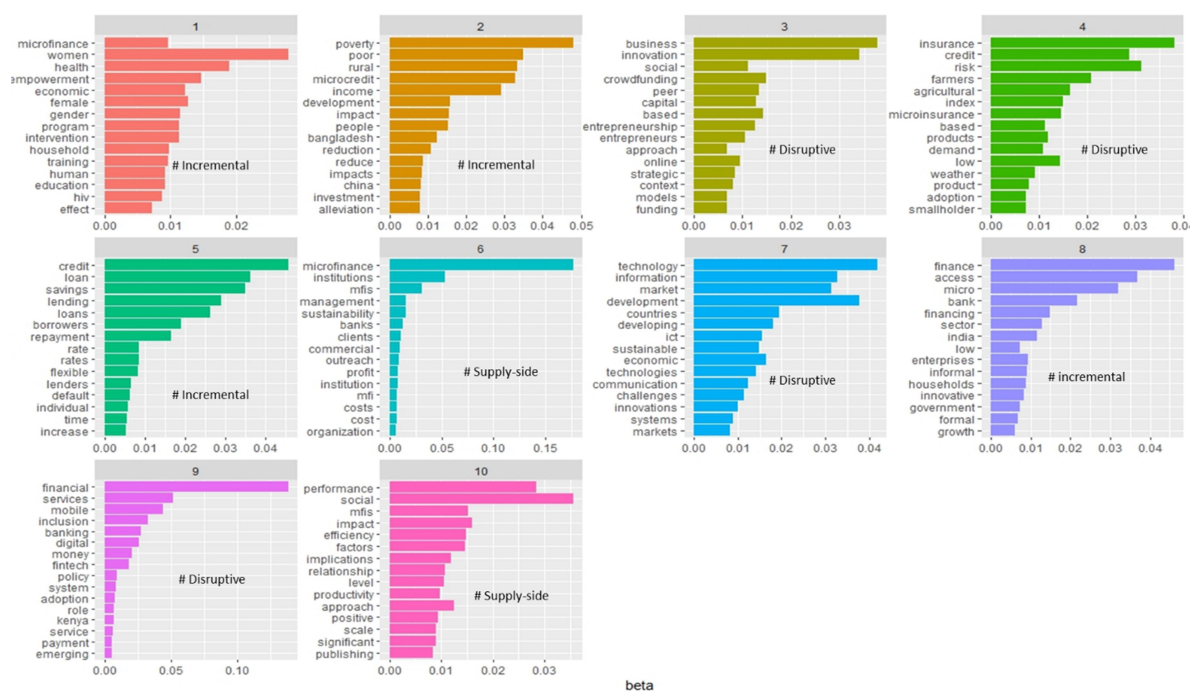 1
microfinance
women
health
empowerment
economic
female
gender
program
intervention
household
training
human
education
hiv
effect
# Incremental
0.00 0.01 0.02
2
poverty
poor
rural
microcredit
income
development
impact
people
bangladesh
reduction
reduce
impacts
china
investment
alleviation
# Incremental
0.00 0.01 0.02 0.03 0.04 0.05
3
business
innovation
social
crowdfunding
peer
capital
based
entrepreneurship
entrepreneurs
approach
online
strategic
context
models
funding
# Disruptive
0.00 0.01 0.02 0.03
4
insurance
credit
risk
farmers
agricultural
index
microinsurance
based
products
demand
low
weather
product
adoption
smallholder
# Disruptive
0.00 0.01 0.02 0.03 0.0
5
credit
loan
savings
lending
loans
borrowers
repayment
rate
rates
flexible
lenders
default
individual
time
increase
# Incremental
0.00 0.01 0.02 0.03 0.04
6
microfinance
institutions
mfis
management
sustainability
banks
clients
commercial
outreach
profit
institution
mfi
costs
cost
organization
# Supply-side
0.00 0.05 0.10 0.15
7
technology
information
market
development
countries
developing
ict
sustainable
economic
technologies
communication
challenges
innovations
systems
markets
# Disruptive
0.00 0.01 0.02 0.03 0.04
8
finance
access
micro
bank
financing
sector
india
low
enterprises
informal
households
innovative
government
formal
growth
# incremental
0.00 0.01 0.02 0.03 0.04
9
financial
services
mobile
inclusion
banking
digital
money
fintech
policy
system
adoption
role
kenya
service
payment
emerging
# Disruptive
0.00 0.05 0.10
10
performance
social
mfis
impact
efficiency
factors
implications
relationship
level
productivity
approach
positive
scale
significant
publishing
# Supply-side
0.00 0.01 0.02 0.03
beta